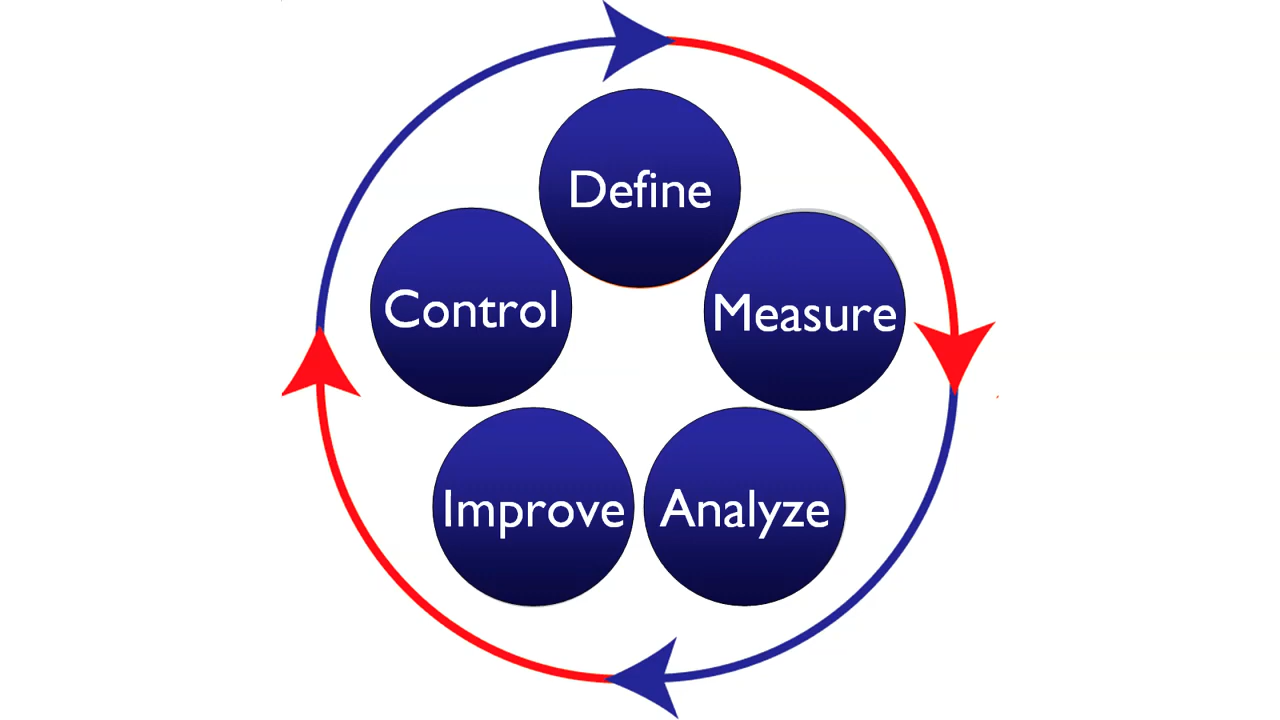 Define
Measure
Analyze
Improve
Control